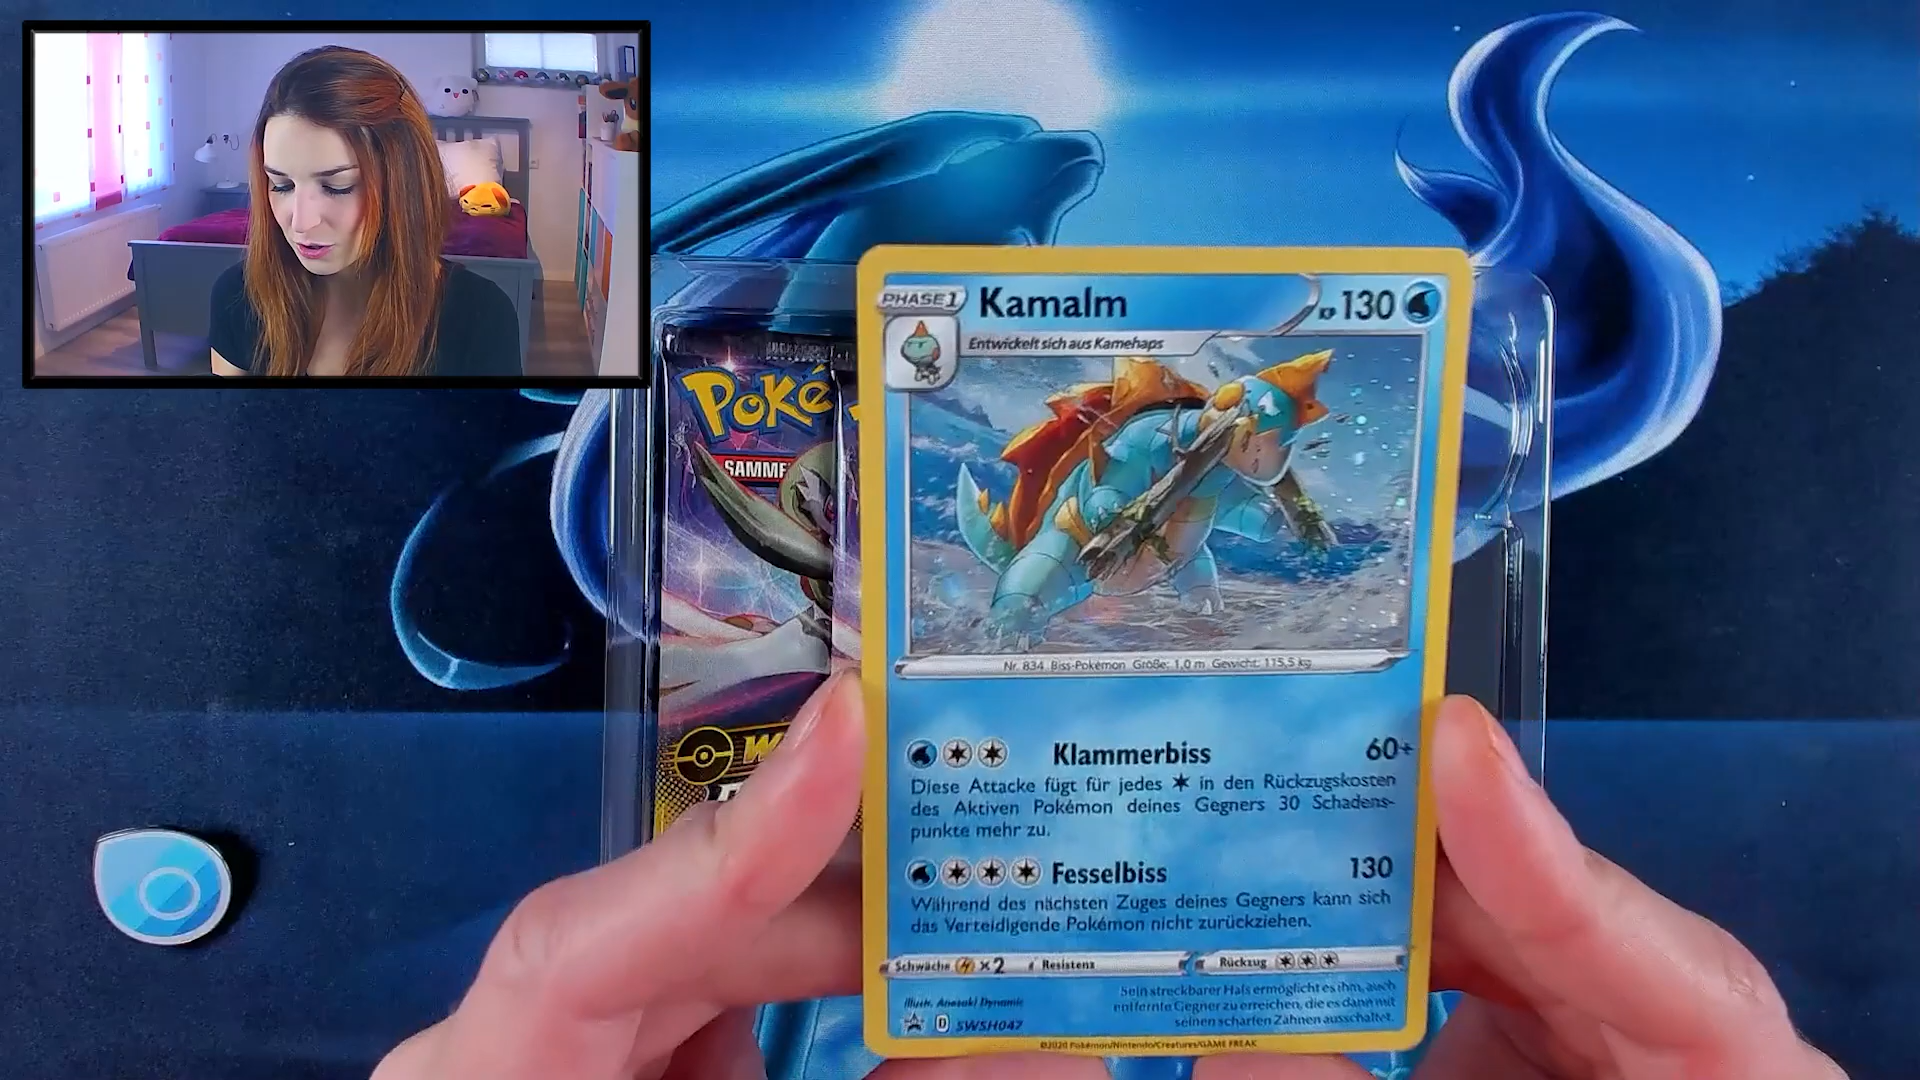 Poké
SAMME
PHASE 1
Kamalm
KP 130
Entwickelt sich aus Kamehaps
Nr. 834 Biss-Pokémon Größe: 1,0 m Gewicht: 115,5 kg
Klammerbiss 60+
Diese Attacke fügt für jedes in den Rückzugskosten
des Aktiven Pokémon deines Gegners 30 Schadens-
punkte mehr zu.
Fesselbiss 130
Während des nächsten Zuges deines Gegners kann sich
das Verteidigende Pokémon nicht zurückziehen.
Schwäche ×2 Resistenz Rückzug
Illustr. Anesaki Dynamic
D SWSH047
Sein streckbarer Hals ermöglicht es ihm, auch
entfernte Gegner zu erreichen, die es dann mit
seinen scharfen Zähnen ausschaltet.
©2020 Pokémon/Nintendo/Creatures/GAME FREAK